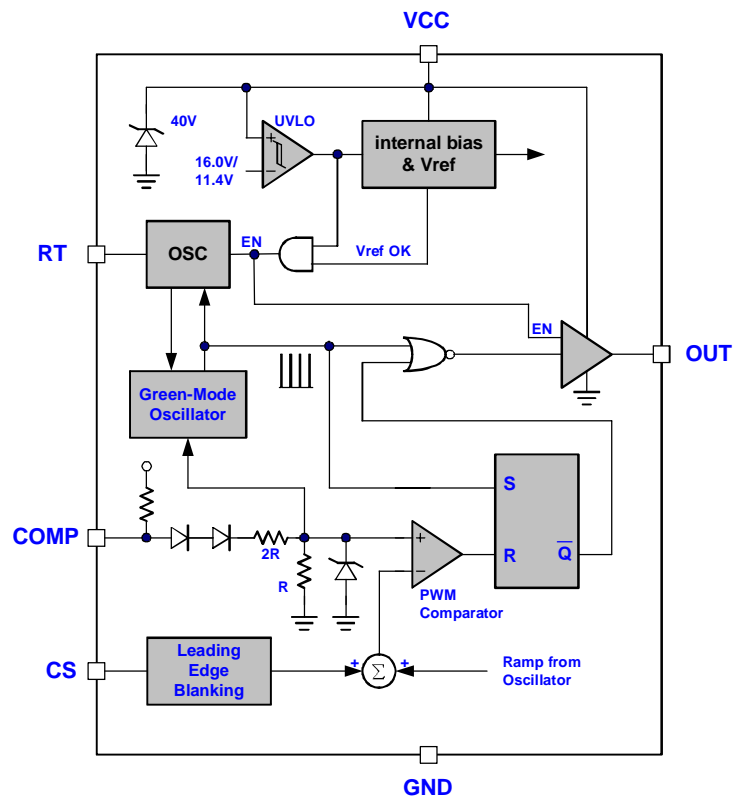 VCC
40V
UVLO
+
−
16.0V/
11.4V
internal bias
& Vref
RT
OSC
EN
Vref OK
EN
OUT
Green-Mode
Oscillator
COMP
2R
R
+
−
PWM
Comparator
S
R
Q
CS
Leading
Edge
Blanking
+
Σ
+
Ramp from
Oscillator
GND